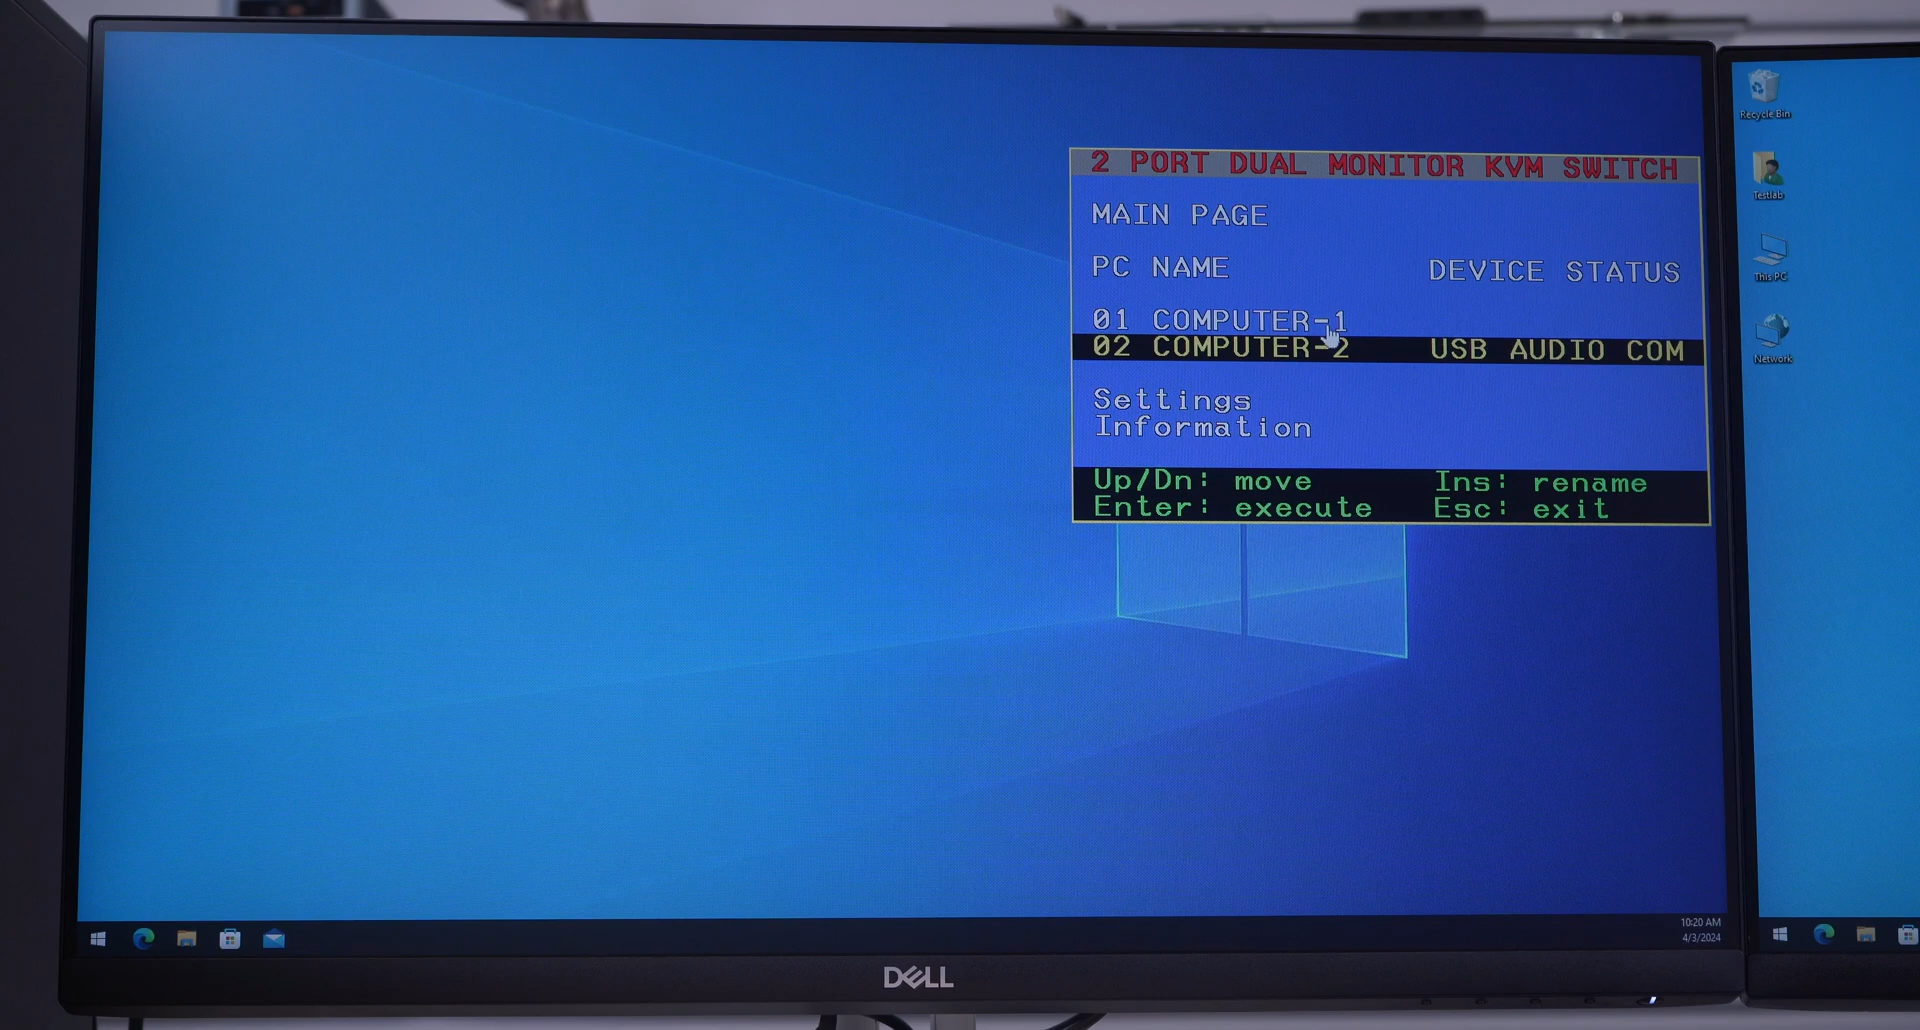 2 PORT DUAL MONITOR KVM SWITCH
MAIN PAGE
PC NAME DEVICE STATUS
01 COMPUTER-1
02 COMPUTER-2 USB AUDIO COM
Settings
Information
Up/Dn: move Ins: rename
Enter: execute Esc: exit
Recycle Bin
Testlab
This PC
Network
10:20 AM
4/3/2024
DELL